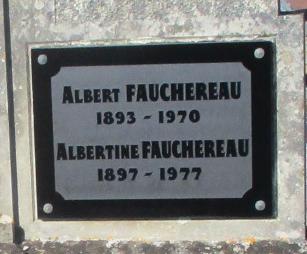 Albert FAUCHEREAU
1893 - 1970
Albertine FAUCHEREAU
1897 - 1977